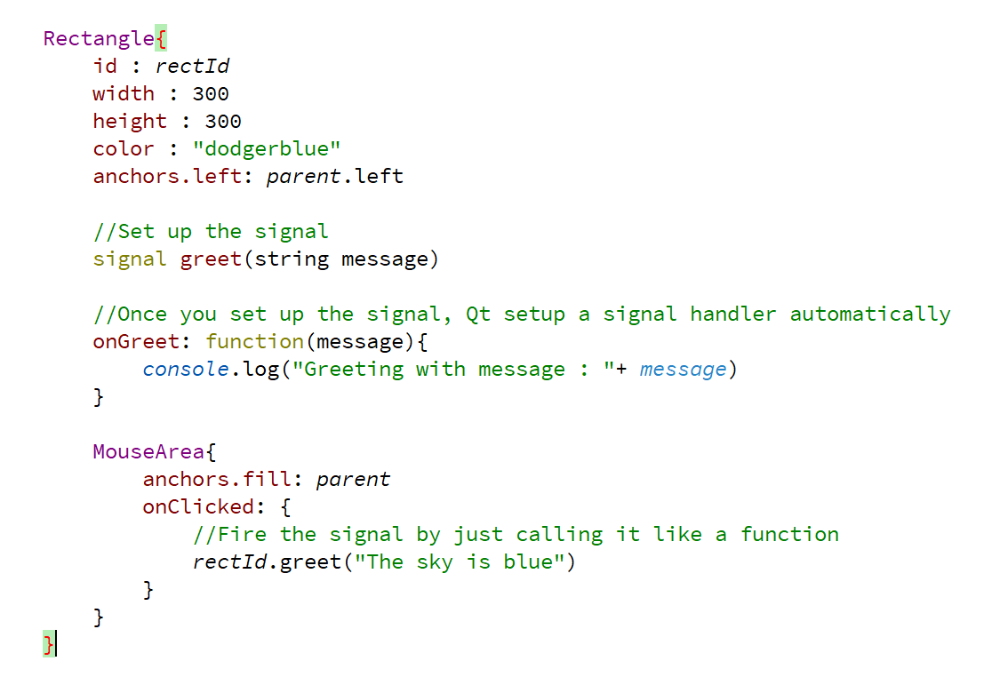 Rectangle{
    id : rectId
    width : 300
    height : 300
    color : "dodgerblue"
    anchors.left: parent.left

    //Set up the signal
    signal greet(string message)

    //Once you set up the signal, Qt setup a signal handler automatically
    onGreet: function(message){
        console.log("Greeting with message : "+ message)
    }

    MouseArea{
        anchors.fill: parent
        onClicked: {
            //Fire the signal by just calling it like a function
            rectId.greet("The sky is blue")
        }
    }
}